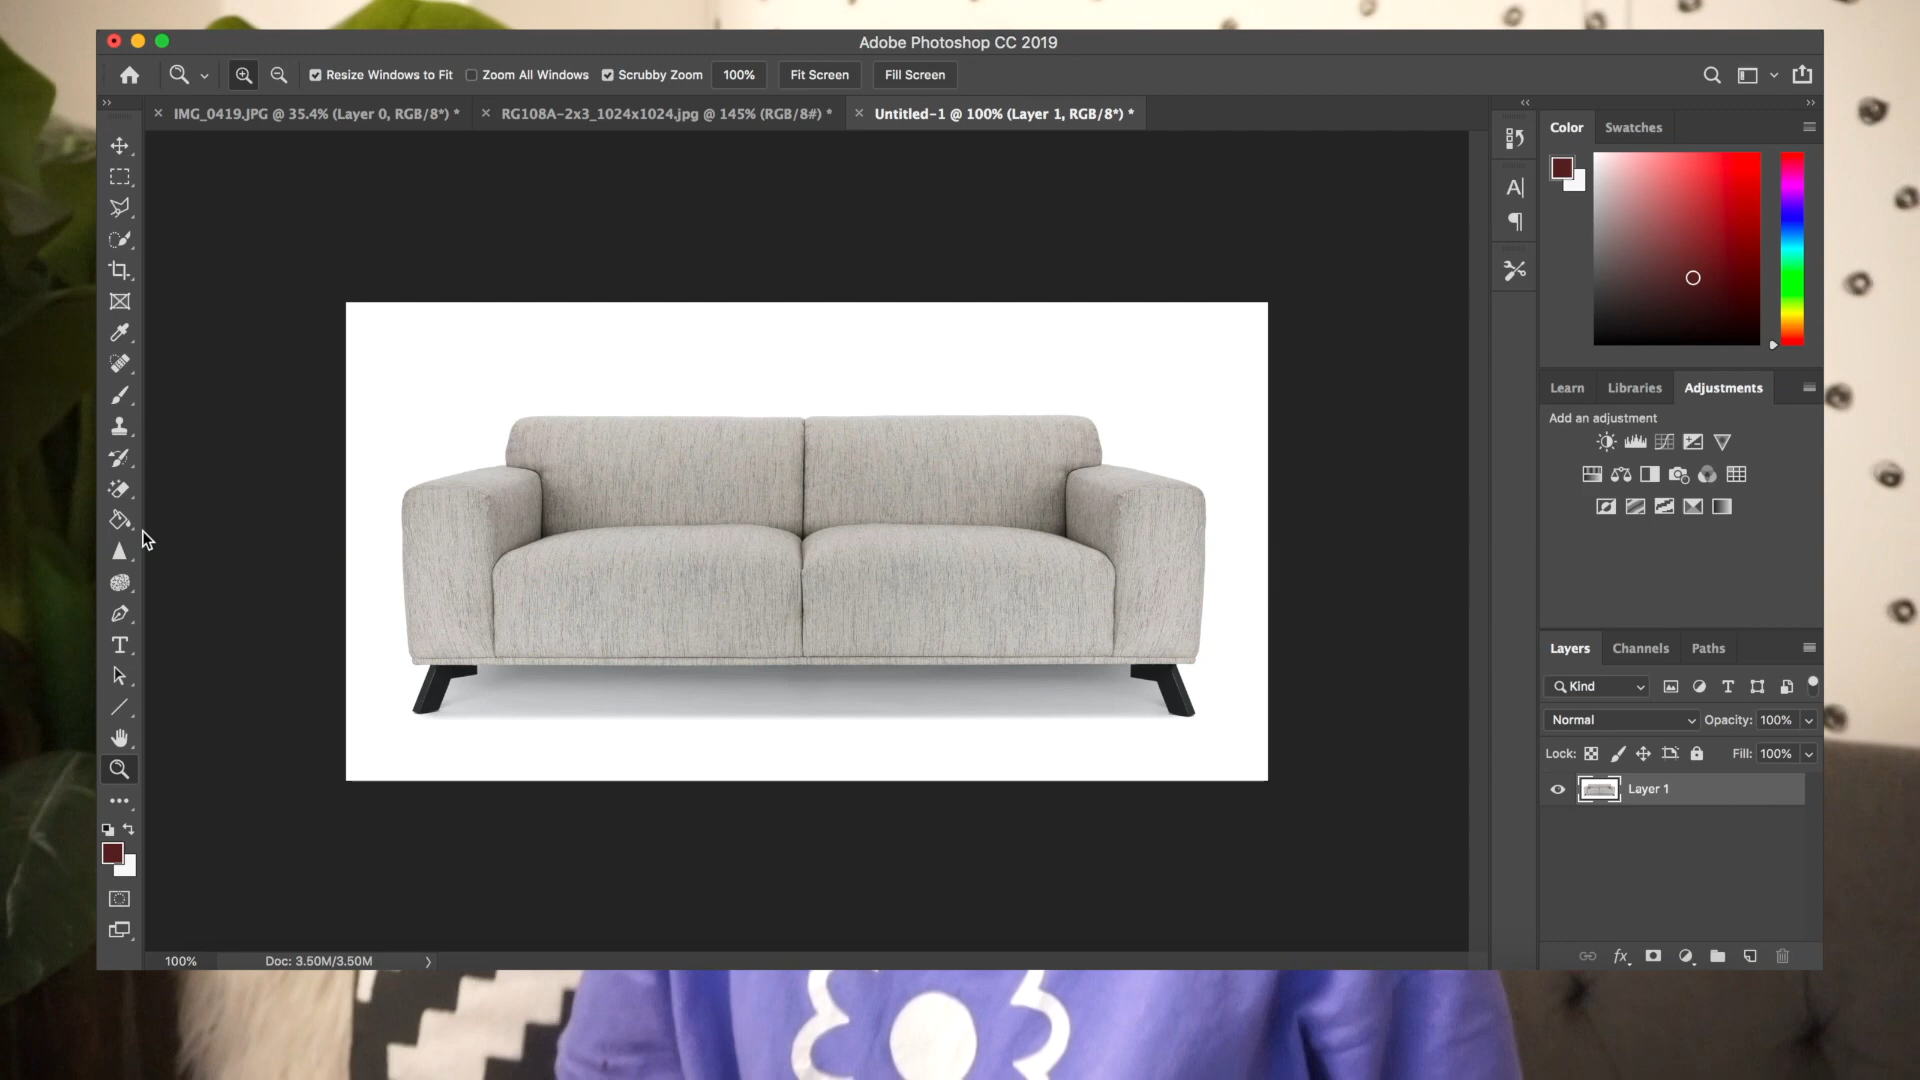 Adobe Photoshop CC 2019
Resize Windows to Fit Zoom All Windows Scrubby Zoom 100% Fit Screen Fill Screen
IMG_0419.JPG @ 35.4% (Layer 0, RGB/8*) * RG108A-2x3_1024x1024.jpg @ 145% (RGB/8#) * Untitled-1 @ 100% (Layer 1, RGB/8*) *
Color Swatches
Learn Libraries Adjustments
Add an adjustment
Layers Channels Paths
Kind
Normal Opacity: 100%
Lock: Fill: 100%
Layer 1
fx
100% Doc: 3.50M/3.50M